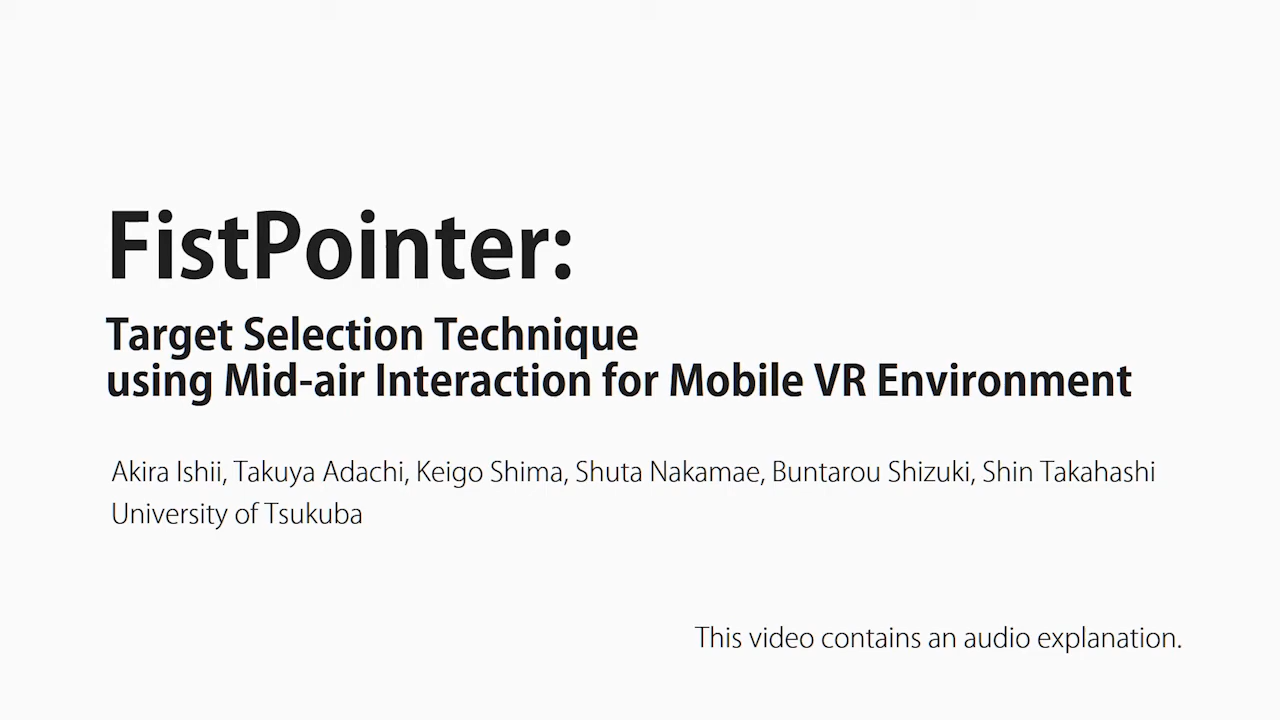 FistPointer:
Target Selection Technique
using Mid-air Interaction for Mobile VR Environment
Akira Ishii, Takuya Adachi, Keigo Shima, Shuta Nakamae, Buntarou Shizuki, Shin Takahashi
University of Tsukuba
This video contains an audio explanation.